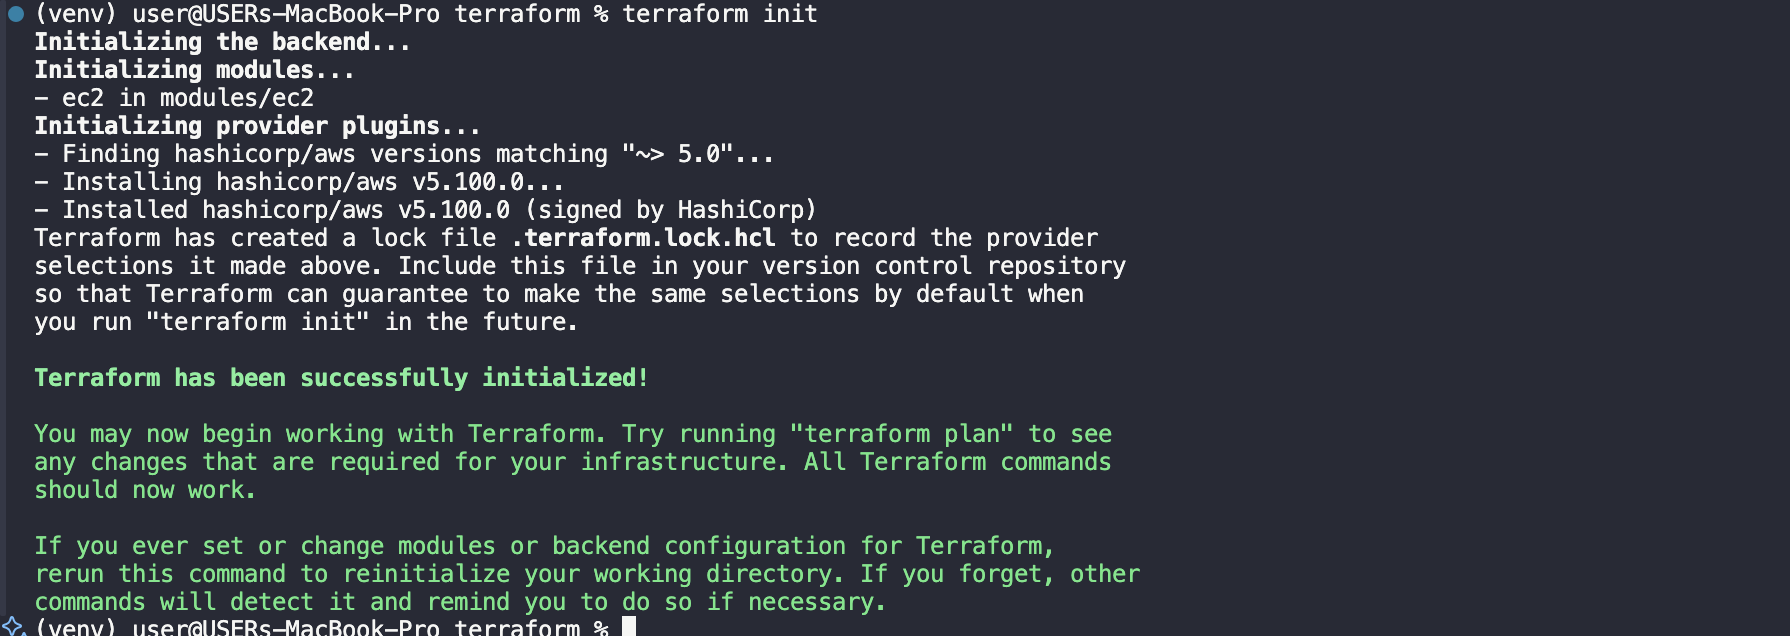 (venv) user@USERs-MacBook-Pro terraform % terraform init
Initializing the backend...
Initializing modules...
- ec2 in modules/ec2
Initializing provider plugins...
- Finding hashicorp/aws versions matching "~> 5.0"...
- Installing hashicorp/aws v5.100.0...
- Installed hashicorp/aws v5.100.0 (signed by HashiCorp)
Terraform has created a lock file .terraform.lock.hcl to record the provider
selections it made above. Include this file in your version control repository
so that Terraform can guarantee to make the same selections by default when
you run "terraform init" in the future.
Terraform has been successfully initialized!
You may now begin working with Terraform. Try running "terraform plan" to see
any changes that are required for your infrastructure. All Terraform commands
should now work.
If you ever set or change modules or backend configuration for Terraform,
rerun this command to reinitialize your working directory. If you forget, other
commands will detect it and remind you to do so if necessary.
(venv) user@USERs-MacBook-Pro terraform %